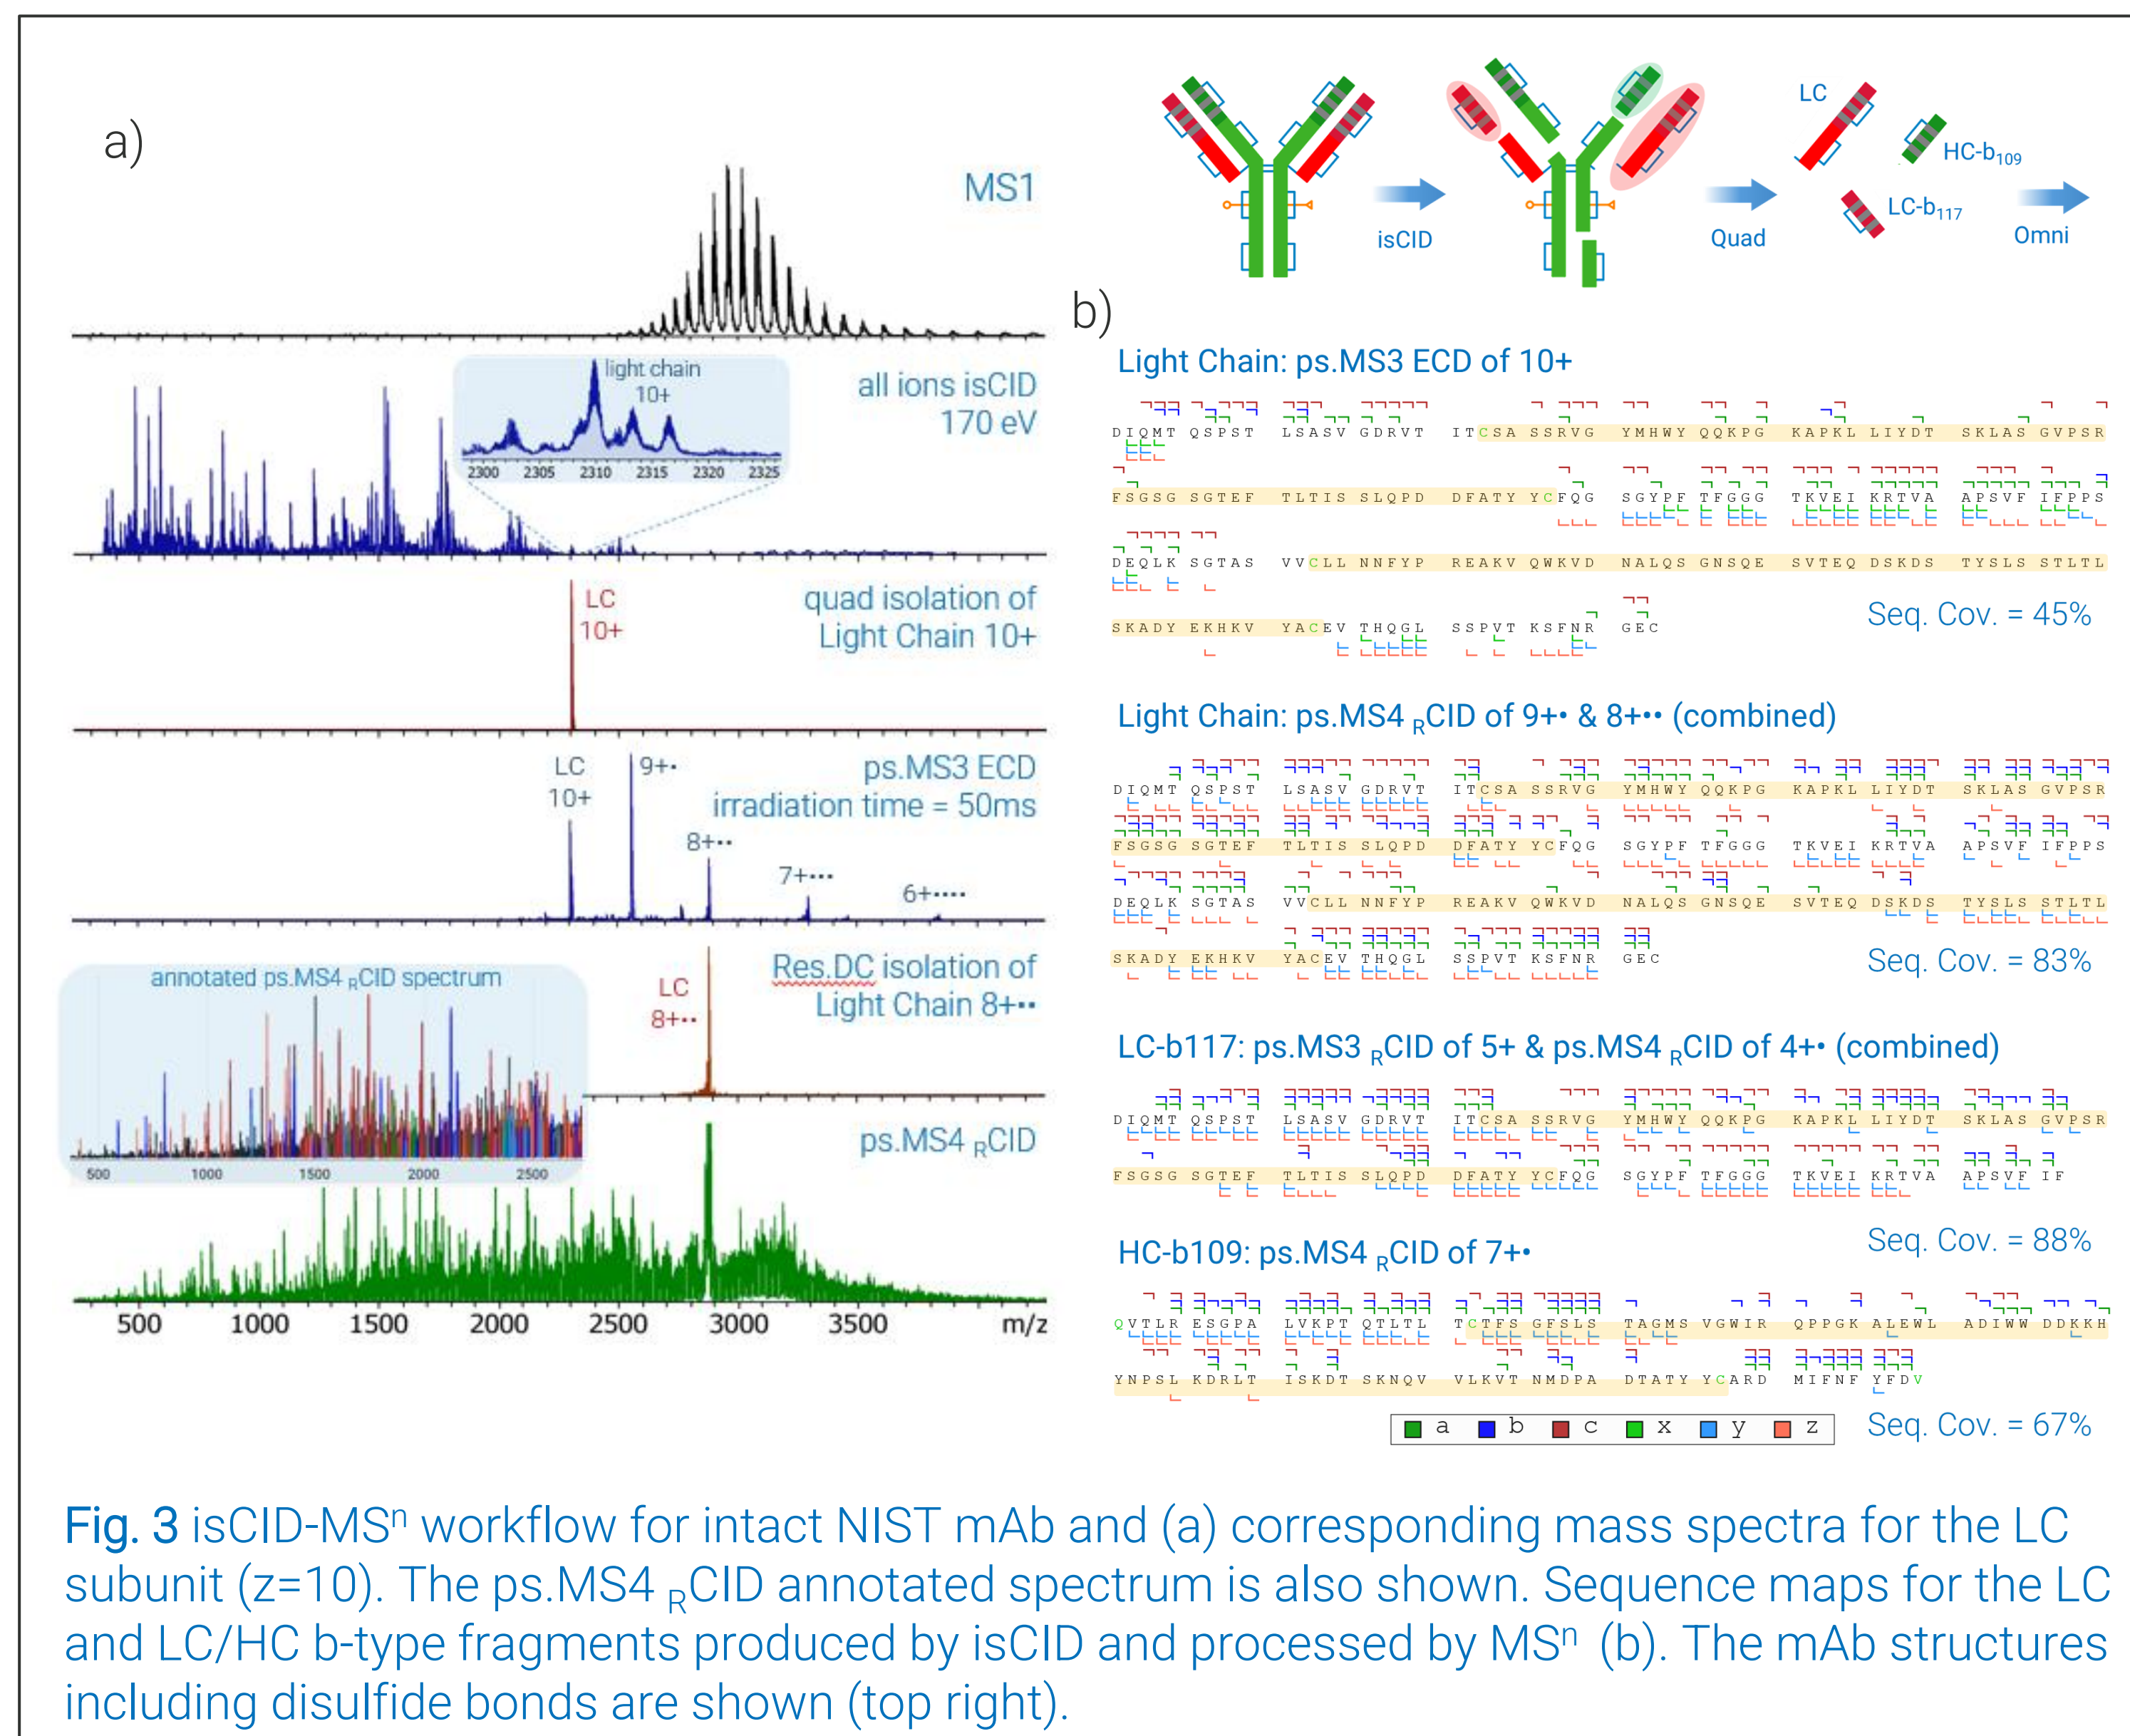 a)
MS1
all ions isCID
170 eV
light chain
10+
2300 2305 2310 2315 2320 2325
quad isolation of
Light Chain 10+
LC
10+
ps.MS3 ECD
irradiation time = 50ms
LC
10+
9+•
8+••
7+•••
6+••••
Res.DC isolation of
Light Chain 8+••
LC
8+••
annotated ps.MS4 RCID spectrum
500 1000 1500 2000 2500
ps.MS4 RCID
500 1000 1500 2000 2500 3000 3500 m/z
isCID
Quad
LC
HC-b109
LC-b117
Omni
b)
Light Chain: ps.MS3 ECD of 10+
DIQMT QSPST LSASV GDRVT ITCSA SSRVG YMHWY QQKPG KAPKL LIYDT SKLAS GVPSR
FSGSG SGTEF TLTIS SLQPD DFATY YCFQG SGYPF TFGGG TKVEI KRTVA APSVF IFPPS
DEQLK SGTAS VVCLL NNFYP REAKV QWKVD NALQS GNSQE SVTEQ DSKDS TYSLS STLTL
SKADY EKHKV YACEV THQGL SSPVT KSFNR GEC
Seq. Cov. = 45%
Light Chain: ps.MS4 RCID of 9+• & 8+•• (combined)
DIQMT QSPST LSASV GDRVT ITCSA SSRVG YMHWY QQKPG KAPKL LIYDT SKLAS GVPSR
FSGSG SGTEF TLTIS SLQPD DFATY YCFQG SGYPF TFGGG TKVEI KRTVA APSVF IFPPS
DEQLK SGTAS VVCLL NNFYP REAKV QWKVD NALQS GNSQE SVTEQ DSKDS TYSLS STLTL
SKADY EKHKV YACEV THQGL SSPVT KSFNR GEC
Seq. Cov. = 83%
LC-b117: ps.MS3 RCID of 5+ & ps.MS4 RCID of 4+• (combined)
DIQMT QSPST LSASV GDRVT ITCSA SSRVG YMHWY QQKPG KAPKL LIYDT SKLAS GVPSR
FSGSG SGTEF TLTIS SLQPD DFATY YCFQG SGYPF TFGGG TKVEI KRTVA APSVF IF
Seq. Cov. = 88%
HC-b109: ps.MS4 RCID of 7+•
QVTLR ESGPA LVKPT QTLTL TCTFS GFSLS TAGMS VGWIR QPPGK ALEWL ADIWW DDKKH
YNPSL KDRLT ISKDT SKNQV VLKVT NMDPA DTATY YCARD MIFNF YFDV
a b c x y z
Seq. Cov. = 67%
Fig. 3 isCID-MSⁿ workflow for intact NIST mAb and (a) corresponding mass spectra for the LC
subunit (z=10). The ps.MS4 RCID annotated spectrum is also shown. Sequence maps for the LC
and LC/HC b-type fragments produced by isCID and processed by MSⁿ (b). The mAb structures
including disulfide bonds are shown (top right).